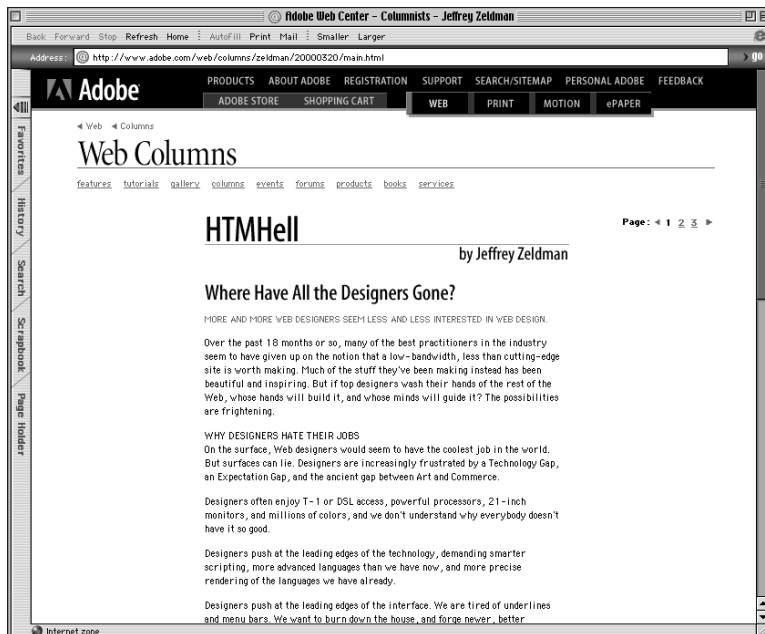 Adobe Web Center – Columnists – Jeffrey Zeldman
Back Forward Stop Refresh Home AutoFill Print Mail Smaller Larger
Address: http://www.adobe.com/web/columns/zeldman/20000320/main.html go
Adobe
PRODUCTS ABOUT ADOBE REGISTRATION SUPPORT SEARCH/SITEMAP PERSONAL ADOBE FEEDBACK
ADOBE STORE SHOPPING CART WEB PRINT MOTION ePAPER
Web Columns
Web Columns
features tutorials gallery columns events forums products books services
Favorites
History
Search
Scrapbook
Page Holder
HTMHell
Page: 1 2 3
by Jeffrey Zeldman
Where Have All the Designers Gone?
MORE AND MORE WEB DESIGNERS SEEM LESS AND LESS INTERESTED IN WEB DESIGN.
Over the past 18 months or so, many of the best practitioners in the industry
seem to have given up on the notion that a low-bandwidth, less than cutting-edge
site is worth making. Much of the stuff they've been making instead has been
beautiful and inspiring. But if top designers wash their hands of the rest of the
Web, whose hands will build it, and whose minds will guide it? The possibilities
are frightening.
WHY DESIGNERS HATE THEIR JOBS
On the surface, Web designers would seem to have the coolest job in the world.
But surfaces can lie. Designers are increasingly frustrated by a Technology Gap,
an Expectation Gap, and the ancient gap between Art and Commerce.
Designers often enjoy T-1 or DSL access, powerful processors, 21-inch
monitors, and millions of colors, and we don't understand why everybody doesn't
have it so good.
Designers push at the leading edges of the technology, demanding smarter
scripting, more advanced languages than we have now, and more precise
rendering of the languages we have already.
Designers push at the leading edges of the interface. We are tired of underlines
and menu bars. We want to burn down the house, and forge newer, better
Internet zone